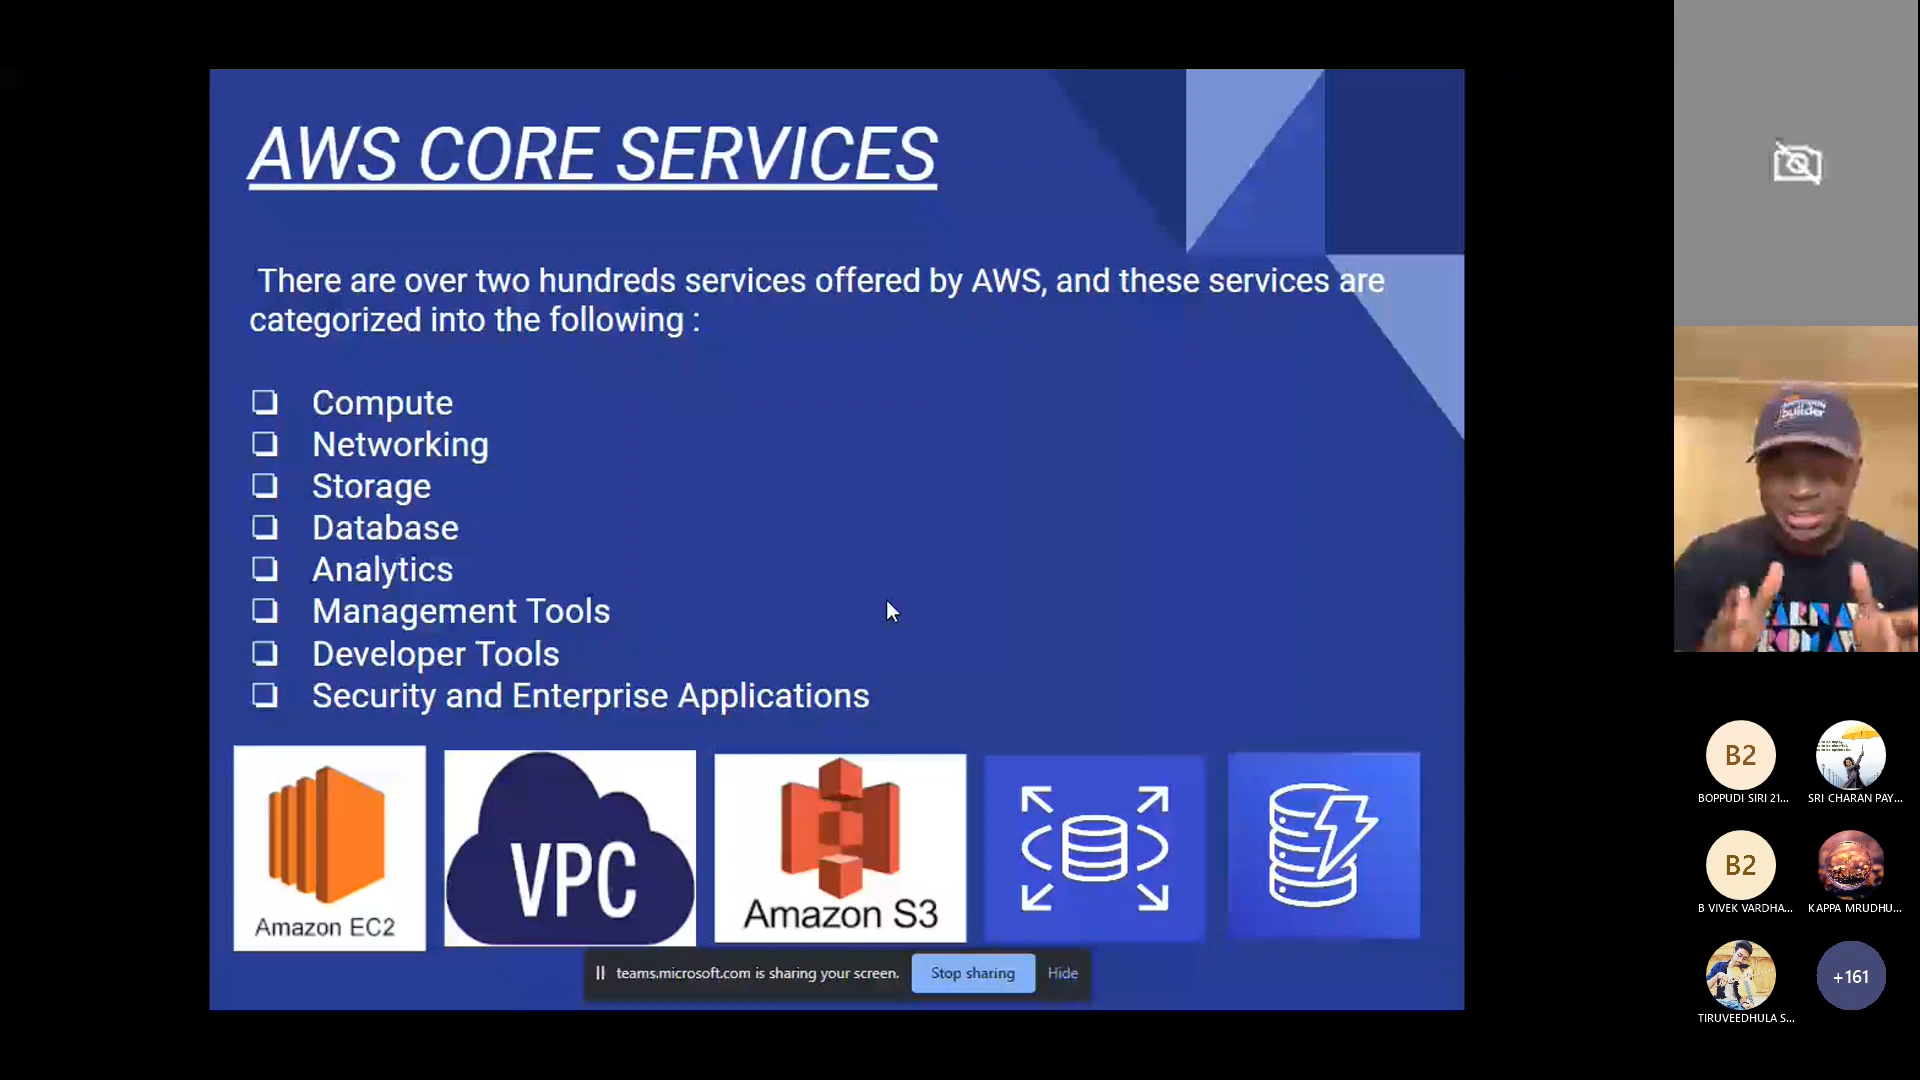 AWS CORE SERVICES
There are over two hundreds services offered by AWS, and these services are
categorized into the following :
Compute
Networking
Storage
Database
Analytics
Management Tools
Developer Tools
Security and Enterprise Applications
Amazon EC2
VPC
Amazon S3
teams.microsoft.com is sharing your screen.
Stop sharing
Hide
builder
B2
BOPPUDI SIRI 21...
SRI CHARAN PAY...
B2
B VIVEK VARDHA...
KAPPA MRUDHU...
TIRUVEEDHULA S...
+161